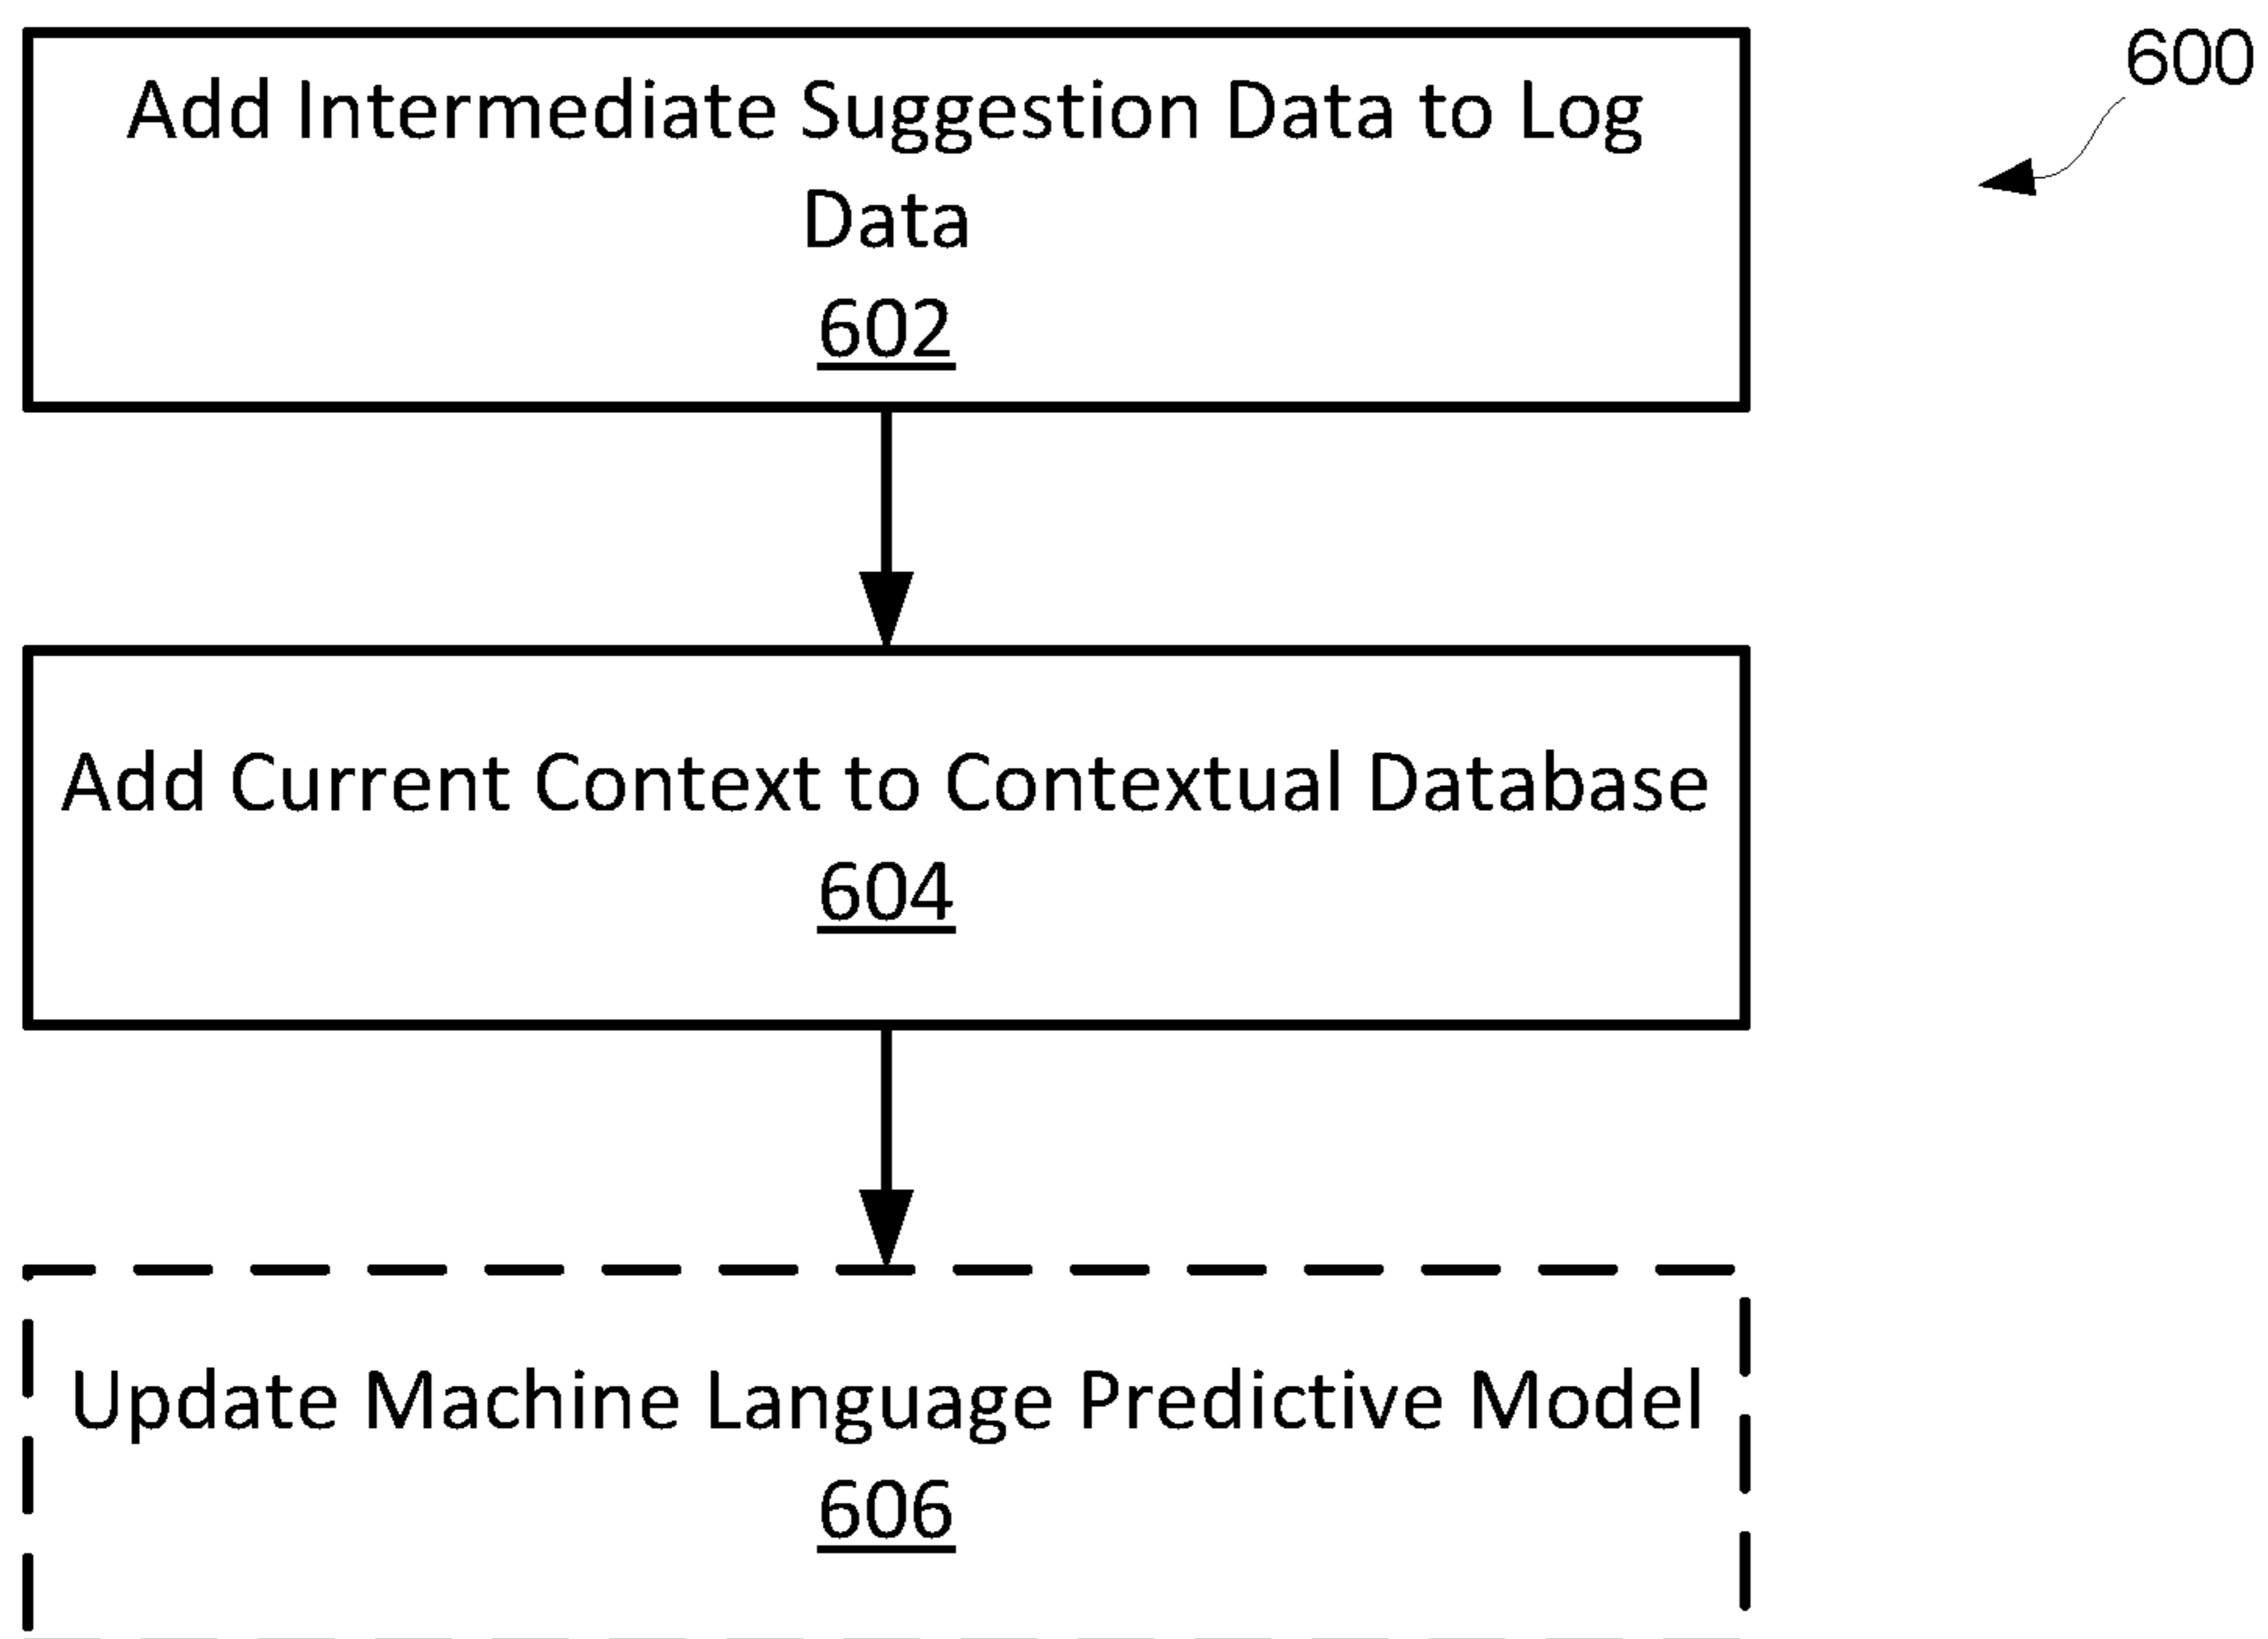 600
Add Intermediate Suggestion Data to Log
Data
602
Add Current Context to Contextual Database
604
Update Machine Language Predictive Model
606